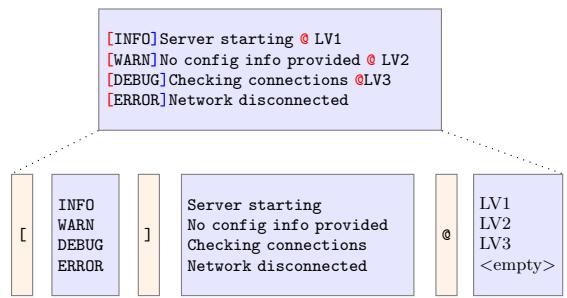 [INFO]Server starting @ LV1
[WARN]No config info provided @ LV2
[DEBUG]Checking connections @LV3
[ERROR]Network disconnected
[
INFO
WARN
DEBUG
ERROR
]
Server starting
No config info provided
Checking connections
Network disconnected
@
LV1
LV2
LV3
<empty>